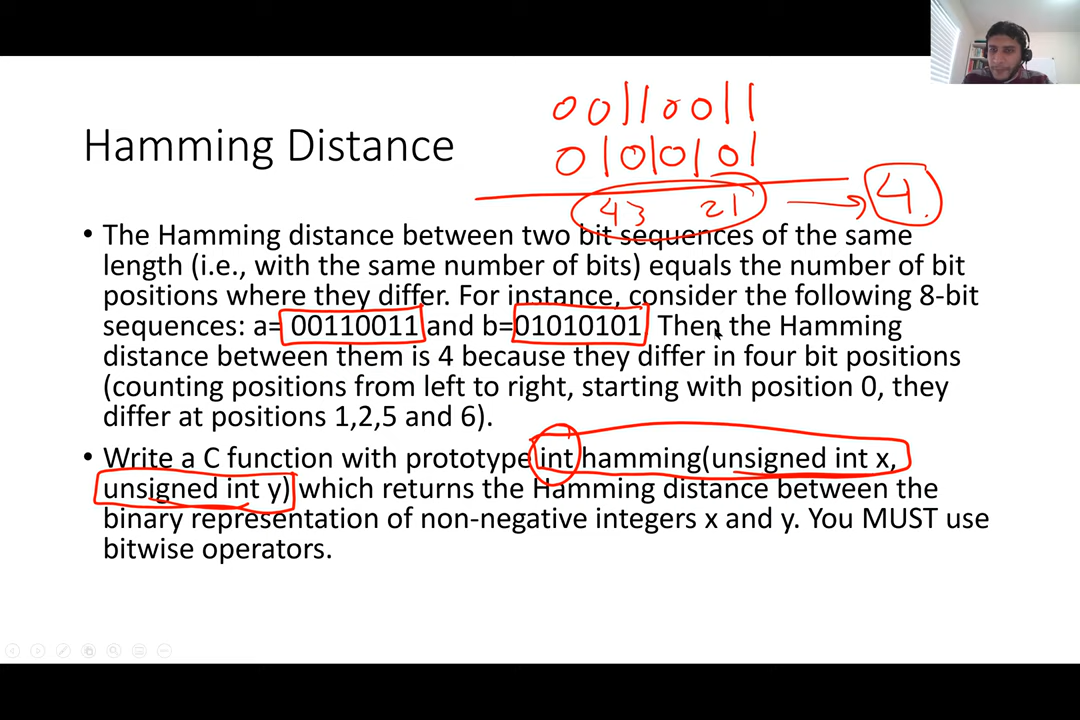 00110011
01010101
43 21
4
Hamming Distance
• The Hamming distance between two bit sequences of the same
length (i.e., with the same number of bits) equals the number of bit
positions where they differ. For instance, consider the following 8-bit
sequences: a= 00110011 and b=01010101. Then the Hamming
distance between them is 4 because they differ in four bit positions
(counting positions from left to right, starting with position 0, they
differ at positions 1,2,5 and 6).
• Write a C function with prototype int hamming(unsigned int x,
unsigned int y) which returns the Hamming distance between the
binary representation of non-negative integers x and y. You MUST use
bitwise operators.